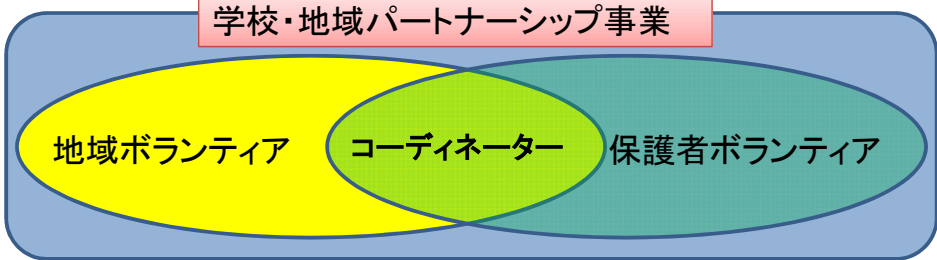 学校・地域パートナーシップ事業
地域ボランティア
コーディネーター
保護者ボランティア